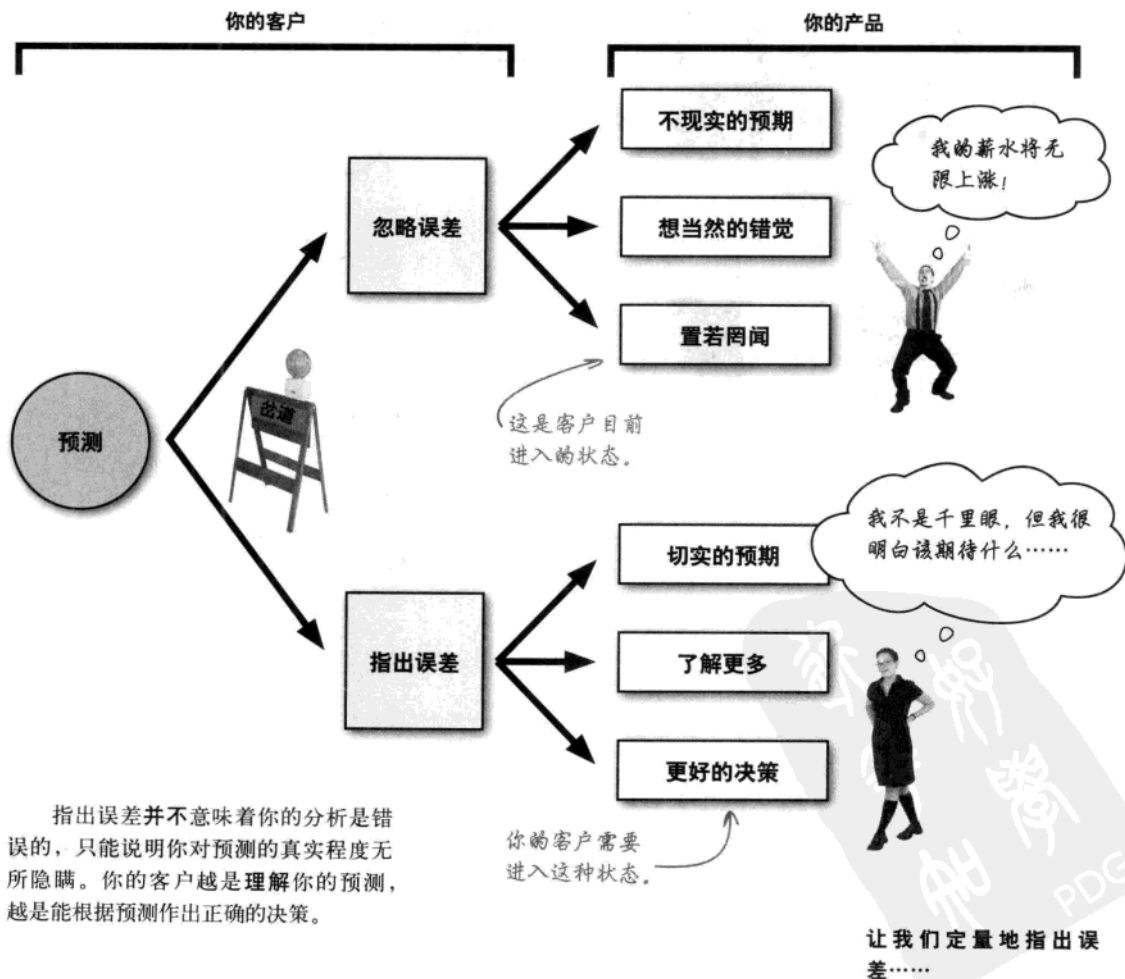 你的客户
你的产品
不现实的预期
我的薪水将无
限上涨！
忽略误差
想当然的错觉
置若罔闻
岔道
预测
这是客户目前
进入的状态。
我不是千里眼，但我很
明白该期待什么……
切实的预期
指出误差
了解更多
更好的决策
指出误差并不意味着你的分析是错
误的，只能说明你对预测的真实程度无
所隐瞒。你的客户越是理解你的预测，
越是能根据预测作出正确的决策。
你的客户需要
进入这种状态。
PDG
让我们定量地指出误
差……